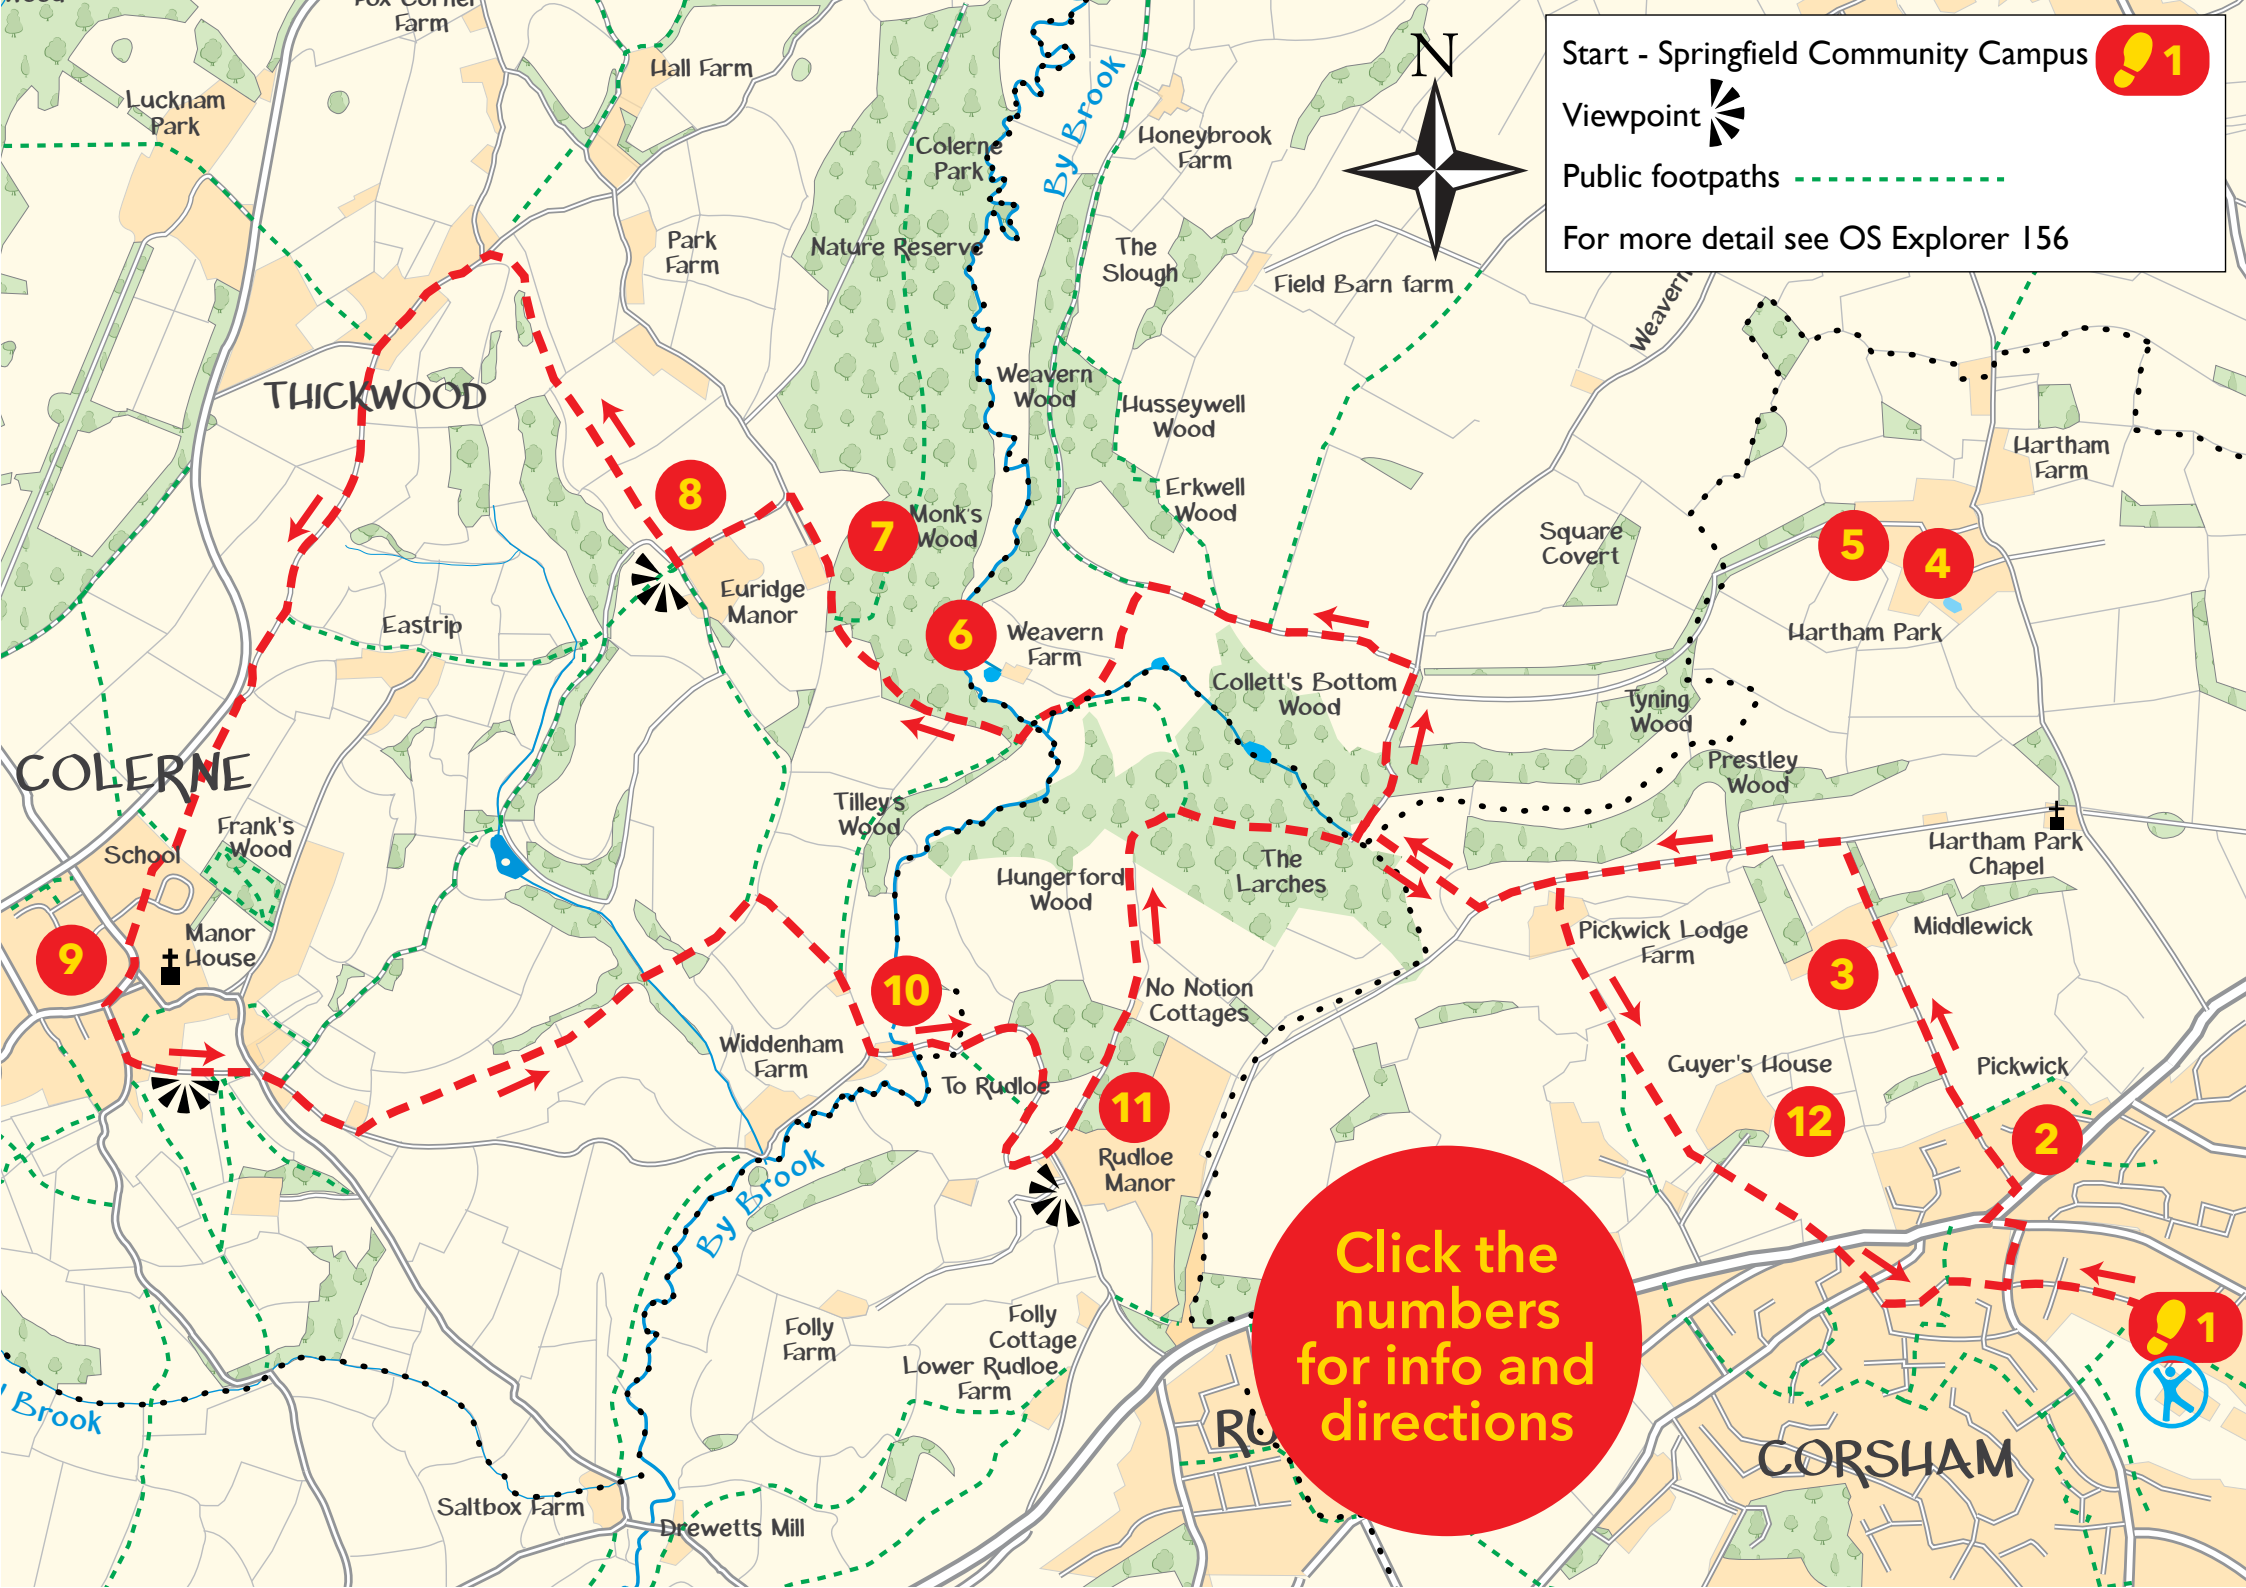 Start - Springfield Community Campus 1
Viewpoint
Public footpaths
For more detail see OS Explorer 156
N
Farm
Hall Farm
Lucknam
Park
Colerne
Park
By Brook
Honeybrook
Farm
Park
Farm
Nature Reserve
The
Slough
Field Barn farm
Weavern
THICKWOOD
Weavern
Wood
Husseywell
Wood
Hartham
Farm
8
Erkwell
Wood
7
Monk's
Wood
Square
Covert
5
4
Euridge
Manor
Eastrip
6
Weavern
Farm
Hartham Park
Collett's Bottom
Wood
Tyning
Wood
COLERNE
Prestley
Wood
Tilley's
Wood
Frank's
Wood
School
The
Larches
Hartham Park
Chapel
Hungerford
Wood
Manor
House
9
Pickwick Lodge
Farm
Middlewick
3
10
No Notion
Cottages
Widdenham
Farm
To Rudloe
Guyer's House
Pickwick
11
12
2
Rudloe
Manor
By Brook
Click the
numbers
for info and
directions
1
Folly
Farm
Folly
Cottage
Lower Rudloe
Farm
Brook
RU
CORSHAM
Saltbox Farm
Drewetts Mill